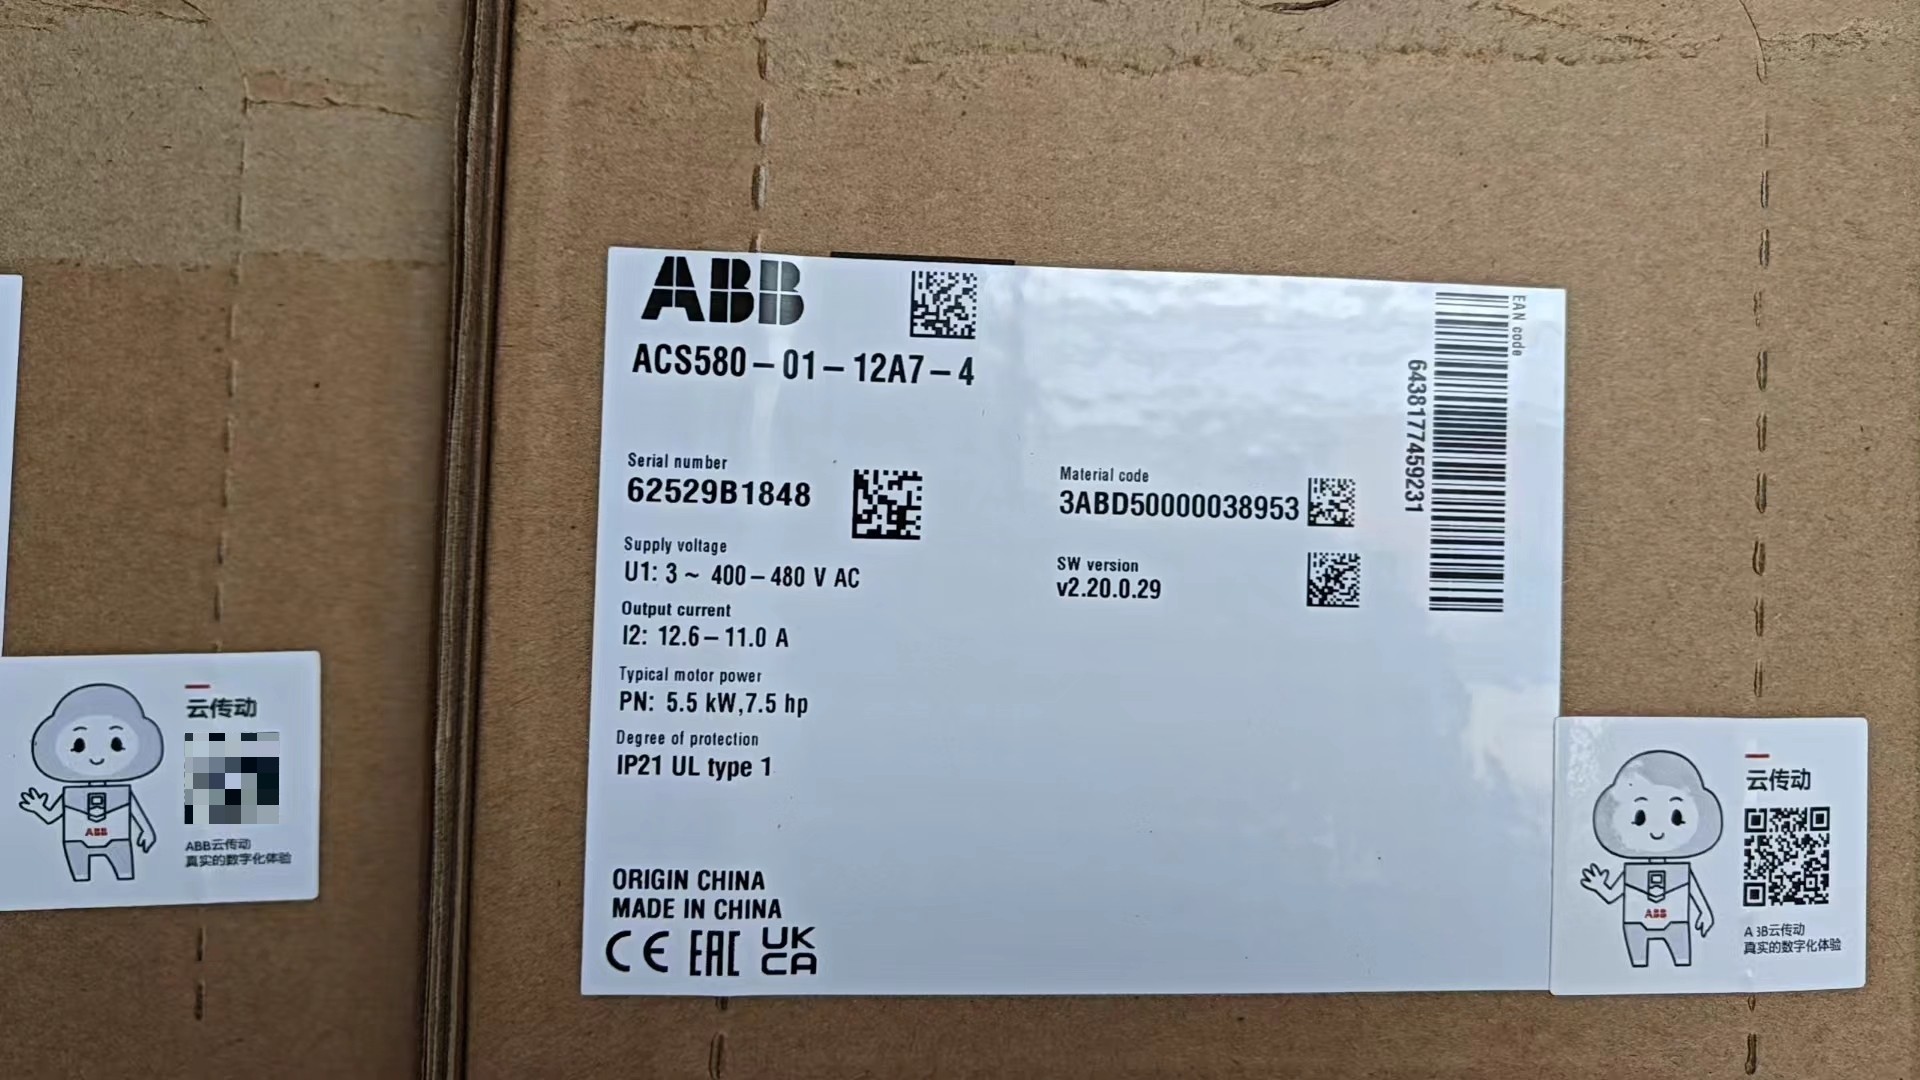 ABB
ACS580-01-12A7-4
Serial number
62529B1848
Supply voltage
U1: 3~ 400-480 V AC
Output current
I2: 12.6-11.0 A
Typical motor power
PN: 5.5 kW,7.5 hp
Degree of protection
IP21 UL type 1
ORIGIN CHINA
MADE IN CHINA
CE EAC UK
CA
Material code
3ABD50000038953
SW version
v2.20.0.29
EAN code
6438177459231
云传动
ABB
ABB云传动
真实的数字化体验
云传动
ABB
ABB云传动
真实的数字化体验